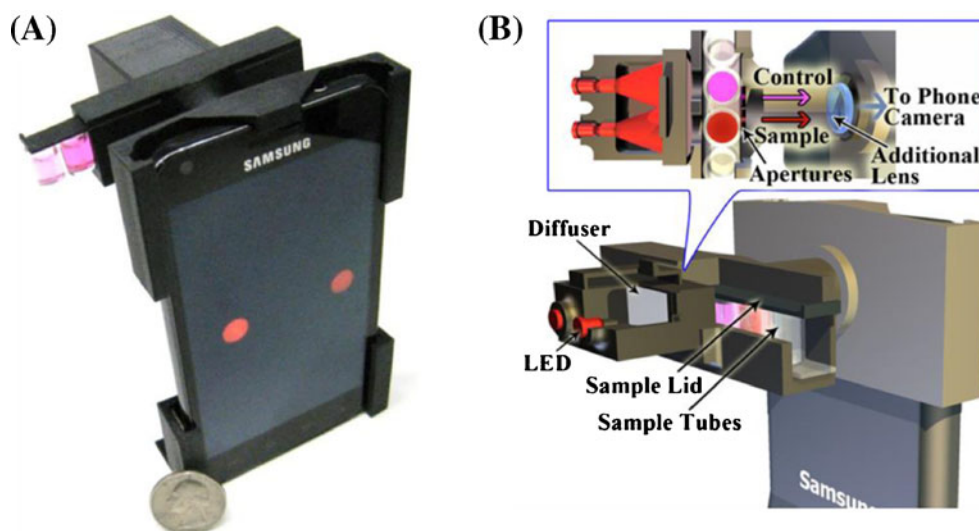 (A)
SAMSUNG
(B)
Control
Sample
Apertures
To Phone
Camera
Additional
Lens
Diffuser
LED
Sample Lid
Sample Tubes
Samsung